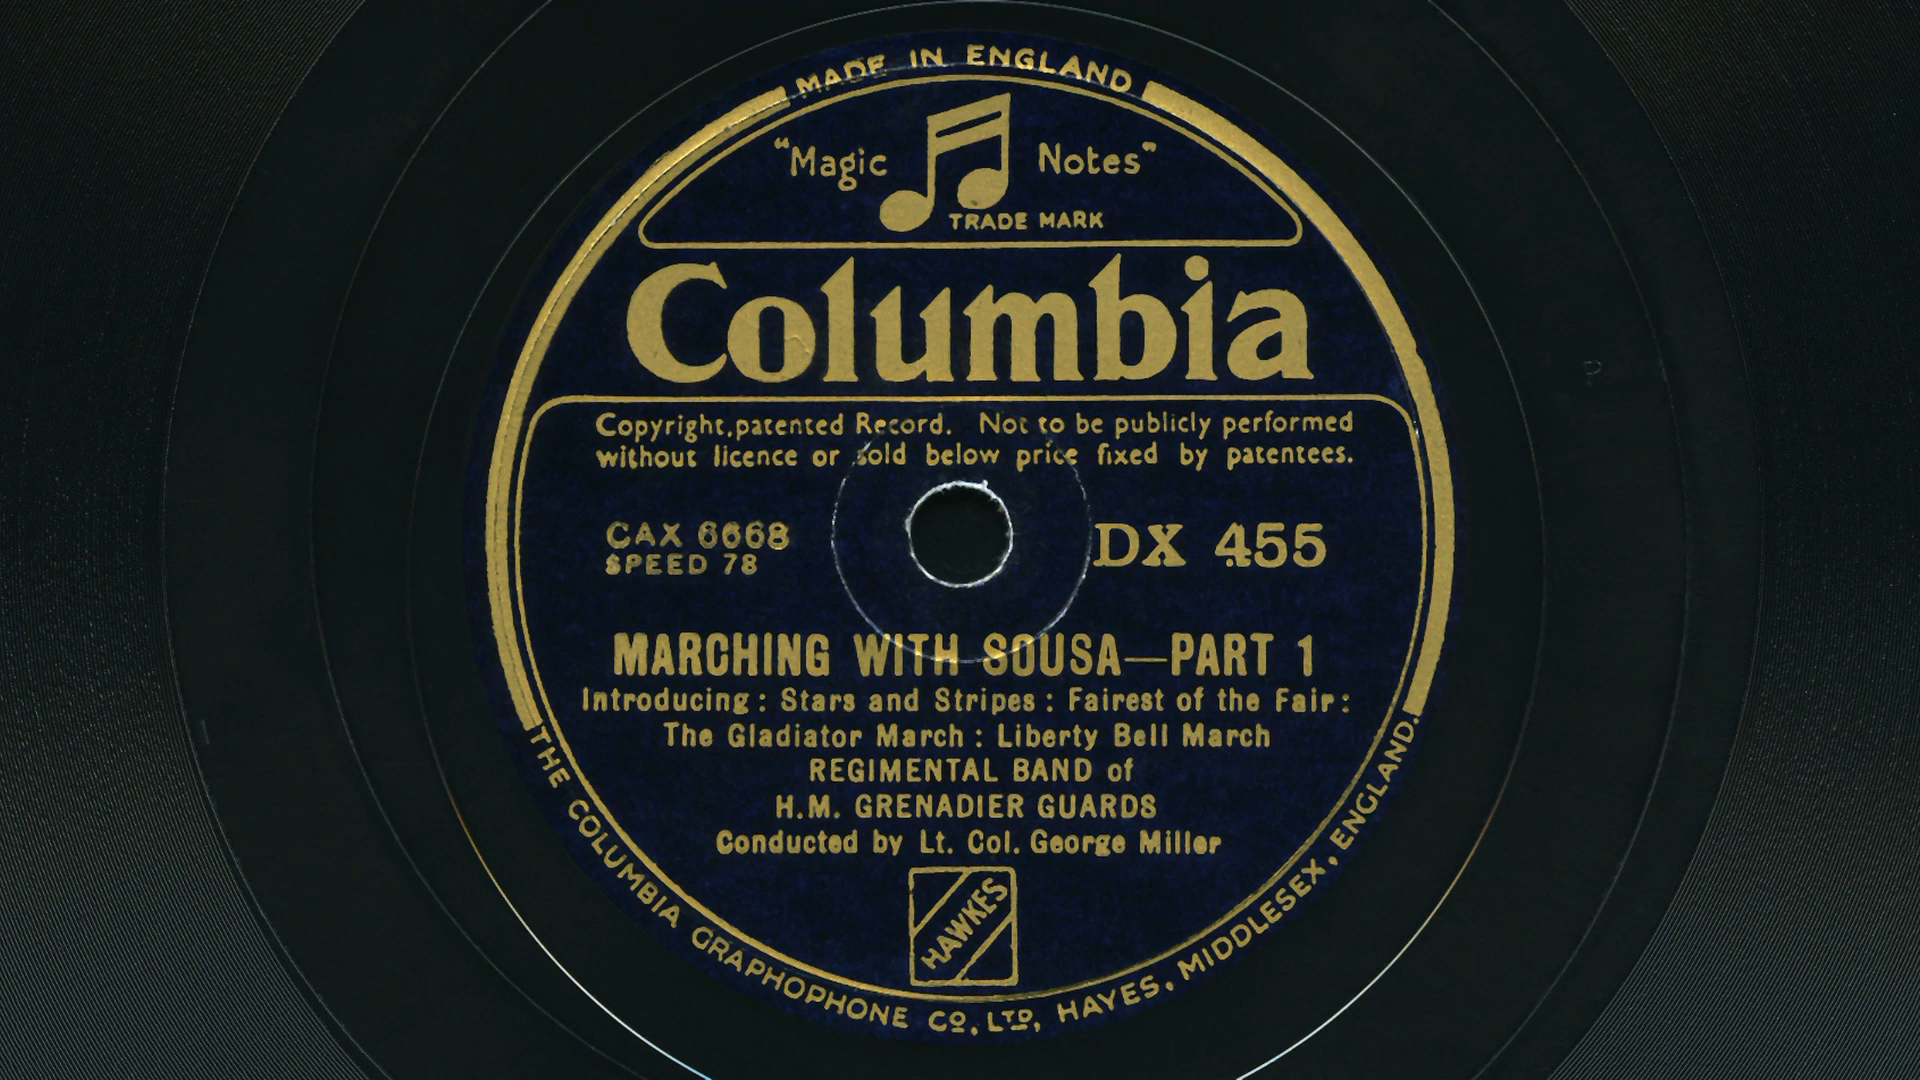 MADE IN ENGLAND
"Magic Notes"
TRADE MARK
Columbia
Copyright, patented Record. Not to be publicly performed
without licence or sold below price fixed by patentees.
CAX 6668
SPEED 78
DX 455
MARCHING WITH SOUSA—PART 1
Introducing : Stars and Stripes : Fairest of the Fair :
The Gladiator March : Liberty Bell March
REGIMENTAL BAND of
H.M. GRENADIER GUARDS
Conducted by Lt. Col. George Miller
HAWKES
THE COLUMBIA GRAPHOPHONE CO., LTD, HAYES, MIDDLESEX, ENGLAND.
P